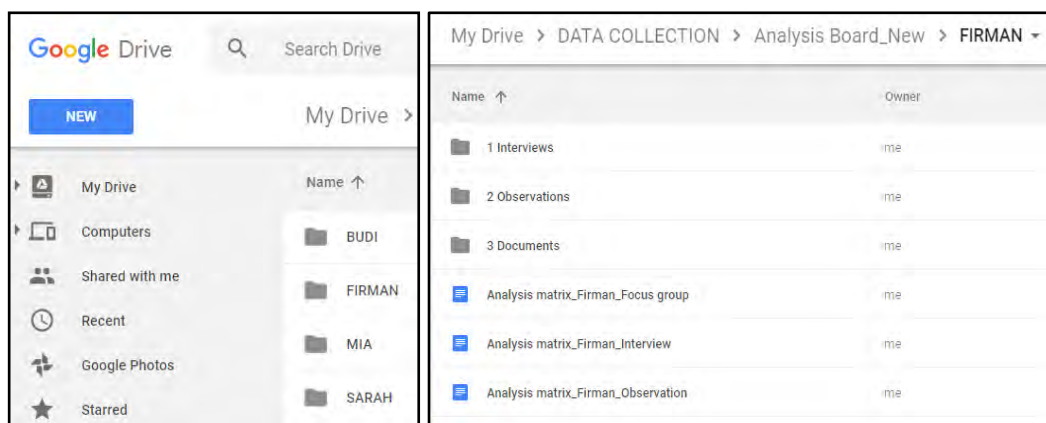 Google Drive
Search Drive
NEW
My Drive >
My Drive
Name ↑
Computers
BUDI
Shared with me
FIRMAN
Recent
MIA
Google Photos
SARAH
Starred
My Drive > DATA COLLECTION > Analysis Board_New > FIRMAN
Name ↑ Owner
1 Interviews me
2 Observations me
3 Documents me
Analysis matrix_Firman_Focus group me
Analysis matrix_Firman_Interview me
Analysis matrix_Firman_Observation me